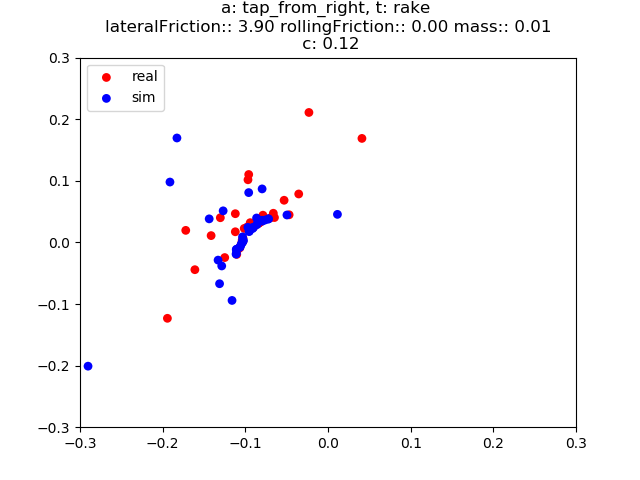 a: tap_from_right, t: rake
lateralFriction:: 3.90 rollingFriction:: 0.00 mass:: 0.01
c: 0.12
0.3
real
sim
0.2
0.1
0.0
−0.1
−0.2
−0.3
−0.3 −0.2 −0.1 0.0 0.1 0.2 0.3